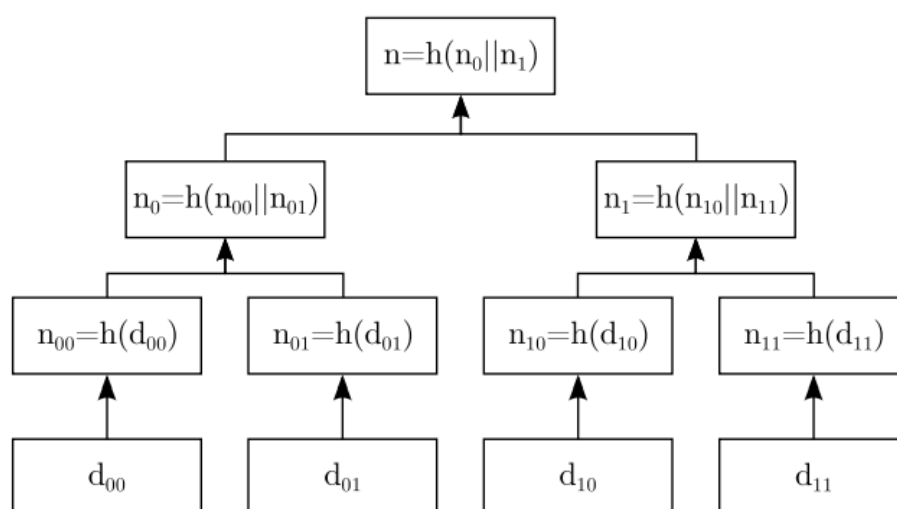 n=h(n₀||n₁)
n₀=h(n₀₀||n₀₁)
n₁=h(n₁₀||n₁₁)
n₀₀=h(d₀₀)
n₀₁=h(d₀₁)
n₁₀=h(d₁₀)
n₁₁=h(d₁₁)
d₀₀
d₀₁
d₁₀
d₁₁